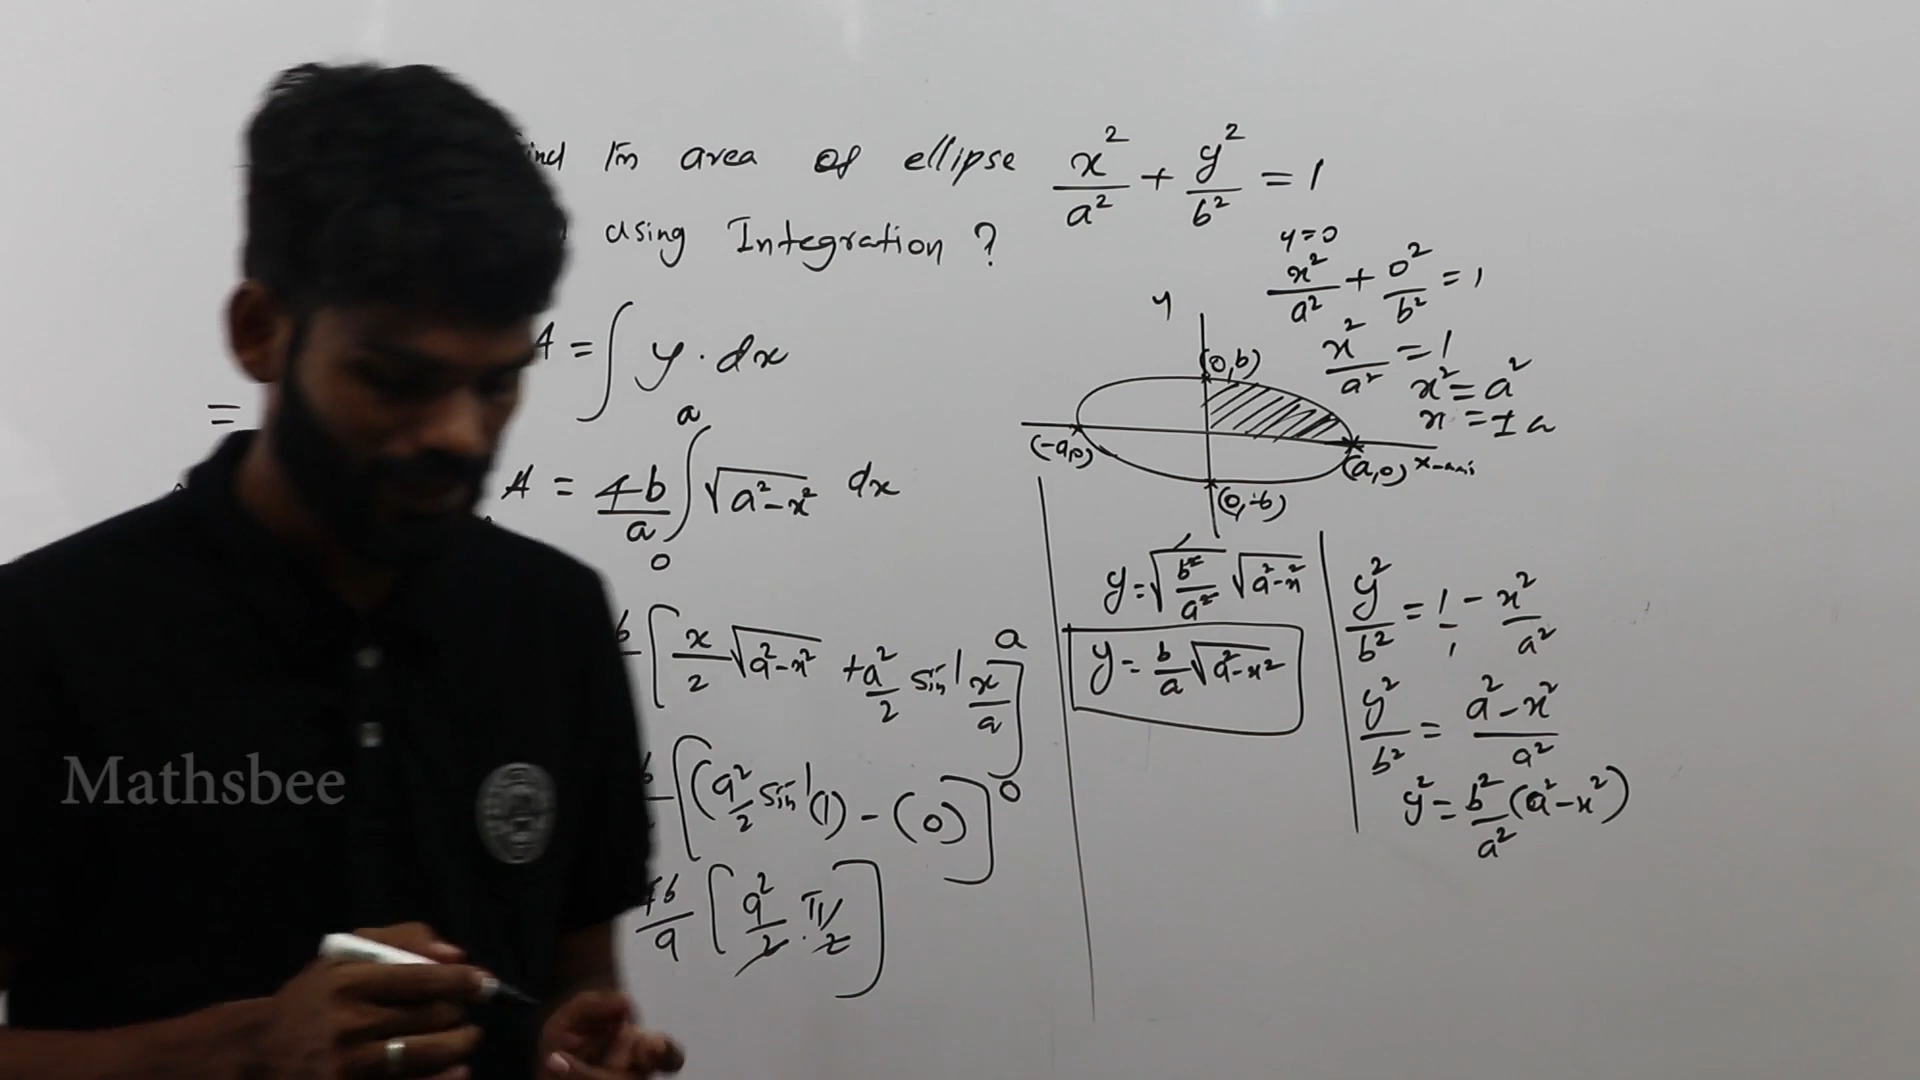 area of ellipse x²/a² + y²/b² = 1
using Integration ?
y=0
x²/a² + 0²/b² = 1
x²/a² = 1
x² = a²
x = ± a
A = ∫ y · dx
=
y
(0,b)
(-a,0)
(a,0)
(0,-b)
A = 4b/a ∫₀ᵃ √(a²-x²) dx
[x/2 √(a²-x²) + a²/2 sin⁻¹ x/a]₀ᵃ
[(a²/2 sin⁻¹(1)) - (0)]
4b/a [a²/2 · π/2]
y = √(b²/a²) √(a²-x²)
y = b/a √(a²-x²)
y²/b² = 1/1 - x²/a²
y²/b² = (a²-x²)/a²
y² = b²/a² (a²-x²)
Mathsbee